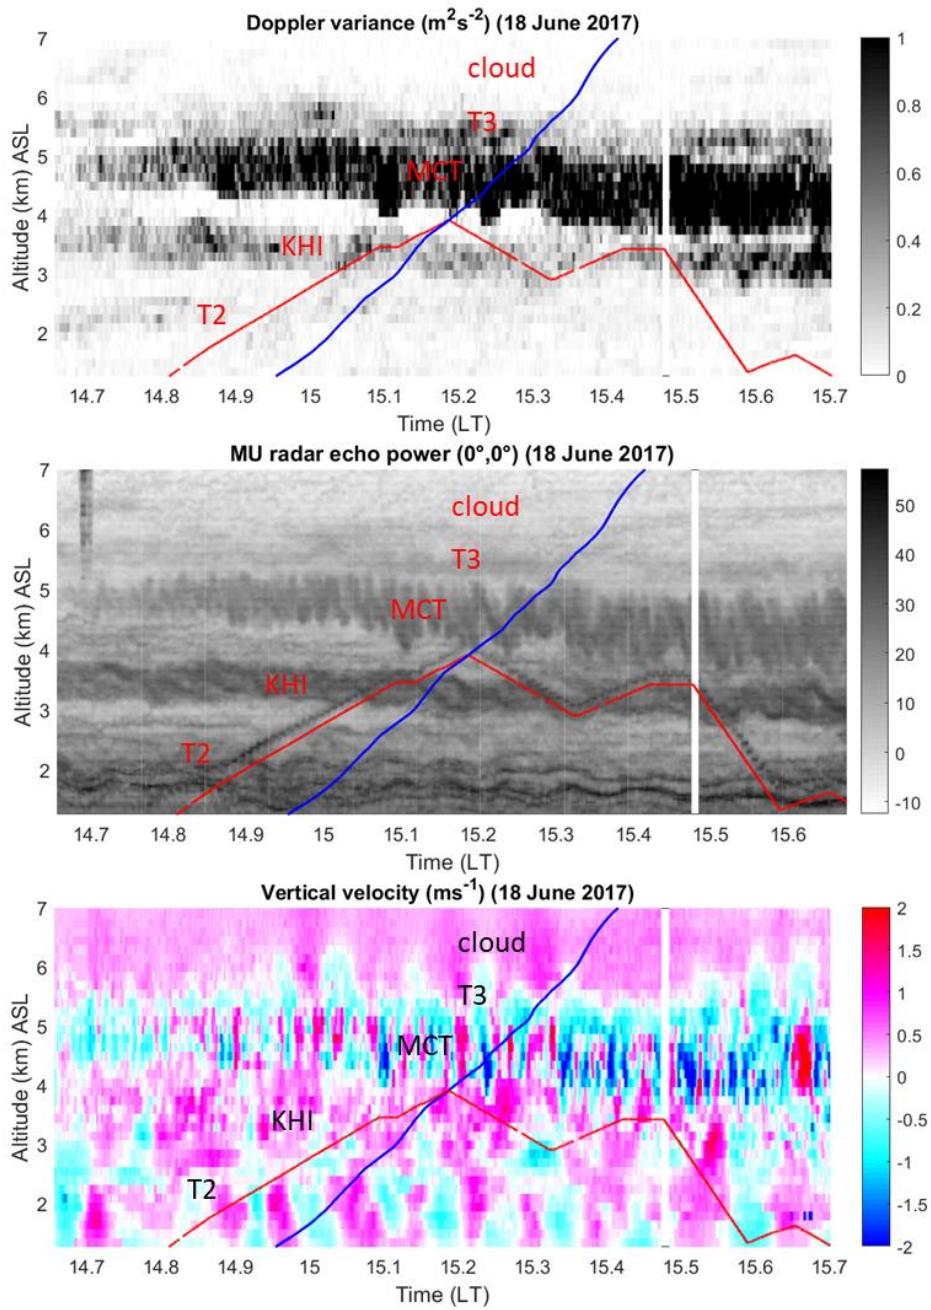 Doppler variance (m²s⁻²) (18 June 2017)
7
6
5
4
3
2
Altitude (km) ASL
cloud
T3
MCT
KHI
T2
1
0.8
0.6
0.4
0.2
0
14.7 14.8 14.9 15 15.1 15.2 15.3 15.4 15.5 15.6 15.7
Time (LT)
MU radar echo power (0°,0°) (18 June 2017)
7
6
5
4
3
2
Altitude (km) ASL
cloud
T3
MCT
KHI
T2
50
40
30
20
10
0
-10
14.7 14.8 14.9 15 15.1 15.2 15.3 15.4 15.5 15.6
Time (LT)
Vertical velocity (ms⁻¹) (18 June 2017)
7
6
5
4
3
2
Altitude (km) ASL
cloud
T3
MCT
KHI
T2
2
1.5
1
0.5
0
-0.5
-1
-1.5
-2
14.7 14.8 14.9 15 15.1 15.2 15.3 15.4 15.5 15.6 15.7
Time (LT)